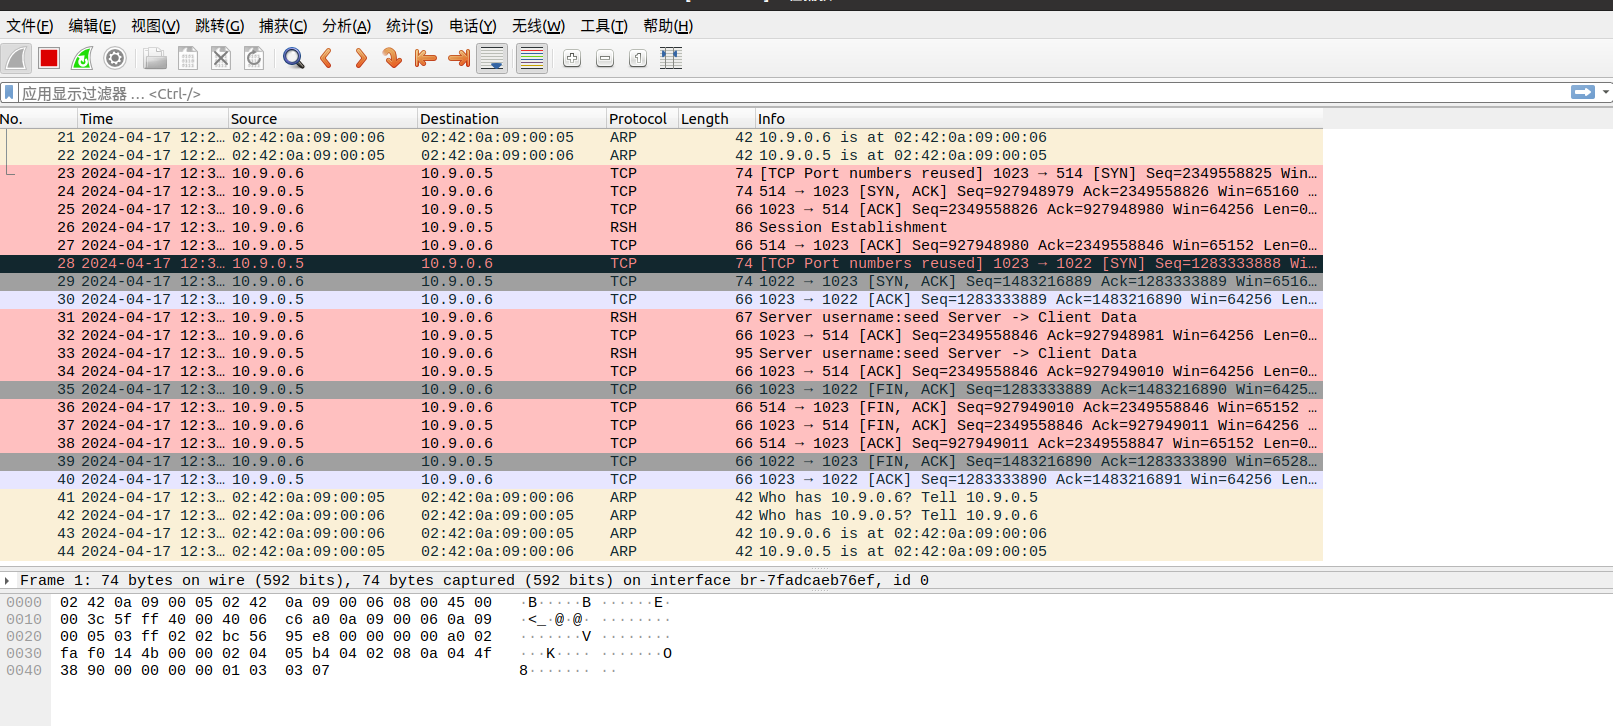 文件(F) 编辑(E) 视图(V) 跳转(G) 捕获(C) 分析(A) 统计(S) 电话(Y) 无线(W) 工具(T) 帮助(H)
应用显示过滤器 … <Ctrl-/>
No. Time Source Destination Protocol Length Info
21 2024-04-17 12:2… 02:42:0a:09:00:06 02:42:0a:09:00:05 ARP 42 10.9.0.6 is at 02:42:0a:09:00:06
22 2024-04-17 12:2… 02:42:0a:09:00:05 02:42:0a:09:00:06 ARP 42 10.9.0.5 is at 02:42:0a:09:00:05
23 2024-04-17 12:3… 10.9.0.6 10.9.0.5 TCP 74 [TCP Port numbers reused] 1023 → 514 [SYN] Seq=2349558825 Win…
24 2024-04-17 12:3… 10.9.0.5 10.9.0.6 TCP 74 514 → 1023 [SYN, ACK] Seq=927948979 Ack=2349558826 Win=65160 …
25 2024-04-17 12:3… 10.9.0.6 10.9.0.5 TCP 66 1023 → 514 [ACK] Seq=2349558826 Ack=927948980 Win=64256 Len=0…
26 2024-04-17 12:3… 10.9.0.6 10.9.0.5 RSH 86 Session Establishment
27 2024-04-17 12:3… 10.9.0.5 10.9.0.6 TCP 66 514 → 1023 [ACK] Seq=927948980 Ack=2349558846 Win=65152 Len=0…
28 2024-04-17 12:3… 10.9.0.5 10.9.0.6 TCP 74 [TCP Port numbers reused] 1023 → 1022 [SYN] Seq=1283333888 Wi…
29 2024-04-17 12:3… 10.9.0.6 10.9.0.5 TCP 74 1022 → 1023 [SYN, ACK] Seq=1483216889 Ack=1283333889 Win=6516…
30 2024-04-17 12:3… 10.9.0.5 10.9.0.6 TCP 66 1023 → 1022 [ACK] Seq=1283333889 Ack=1483216890 Win=64256 Len…
31 2024-04-17 12:3… 10.9.0.5 10.9.0.6 RSH 67 Server username:seed Server -> Client Data
32 2024-04-17 12:3… 10.9.0.6 10.9.0.5 TCP 66 1023 → 514 [ACK] Seq=2349558846 Ack=927948981 Win=64256 Len=0…
33 2024-04-17 12:3… 10.9.0.5 10.9.0.6 RSH 95 Server username:seed Server -> Client Data
34 2024-04-17 12:3… 10.9.0.6 10.9.0.5 TCP 66 1023 → 514 [ACK] Seq=2349558846 Ack=927949010 Win=64256 Len=0…
35 2024-04-17 12:3… 10.9.0.5 10.9.0.6 TCP 66 1023 → 1022 [FIN, ACK] Seq=1283333889 Ack=1483216890 Win=6425…
36 2024-04-17 12:3… 10.9.0.5 10.9.0.6 TCP 66 514 → 1023 [FIN, ACK] Seq=927949010 Ack=2349558846 Win=65152 …
37 2024-04-17 12:3… 10.9.0.6 10.9.0.5 TCP 66 1023 → 514 [FIN, ACK] Seq=2349558846 Ack=927949011 Win=64256 …
38 2024-04-17 12:3… 10.9.0.5 10.9.0.6 TCP 66 514 → 1023 [ACK] Seq=927949011 Ack=2349558847 Win=65152 Len=0…
39 2024-04-17 12:3… 10.9.0.6 10.9.0.5 TCP 66 1022 → 1023 [FIN, ACK] Seq=1483216890 Ack=1283333890 Win=6528…
40 2024-04-17 12:3… 10.9.0.5 10.9.0.6 TCP 66 1023 → 1022 [ACK] Seq=1283333890 Ack=1483216891 Win=64256 Len…
41 2024-04-17 12:3… 02:42:0a:09:00:05 02:42:0a:09:00:06 ARP 42 Who has 10.9.0.6? Tell 10.9.0.5
42 2024-04-17 12:3… 02:42:0a:09:00:06 02:42:0a:09:00:05 ARP 42 Who has 10.9.0.5? Tell 10.9.0.6
43 2024-04-17 12:3… 02:42:0a:09:00:06 02:42:0a:09:00:05 ARP 42 10.9.0.6 is at 02:42:0a:09:00:06
44 2024-04-17 12:3… 02:42:0a:09:00:05 02:42:0a:09:00:06 ARP 42 10.9.0.5 is at 02:42:0a:09:00:05
Frame 1: 74 bytes on wire (592 bits), 74 bytes captured (592 bits) on interface br-7fadcaeb76ef, id 0
0000 02 42 0a 09 00 05 02 42 0a 09 00 06 08 00 45 00 ·B·····B ······E·
0010 00 3c 5f ff 40 00 40 06 c6 a0 0a 09 00 06 0a 09 ·<_·@·@· ········
0020 00 05 03 ff 02 02 bc 56 95 e8 00 00 00 00 a0 02 ·······V ········
0030 fa f0 14 4b 00 00 02 04 05 b4 04 02 08 0a 04 4f ···K···· ·······O
0040 38 90 00 00 00 00 01 03 03 07 8······· ··